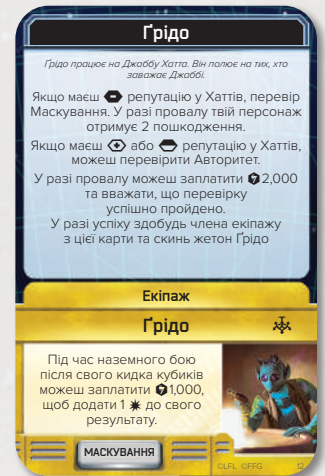 Ґрідо
Ґрідо працює на Джаббу Хатта. Він полює на тих, хто
заважає Джаббі.
Якщо маєш репутацію у Хаттів, перевір
Маскування. У разі провалу твій персонаж
отримує 2 пошкодження.
Якщо маєш або репутацію у Хаттів,
можеш перевірити Авторитет.
У разі провалу можеш заплатити 2,000
та вважати, що перевірку
успішно пройдено.
У разі успіху здобудь члена екіпажу
з цієї карти та скинь жетон Ґрідо
Екіпаж
Ґрідо
Під час наземного бою
після свого кидка кубиків
можеш заплатити 1,000,
щоб додати 1 до свого
результату.
МАСКУВАННЯ
©LFL ©FFG 12